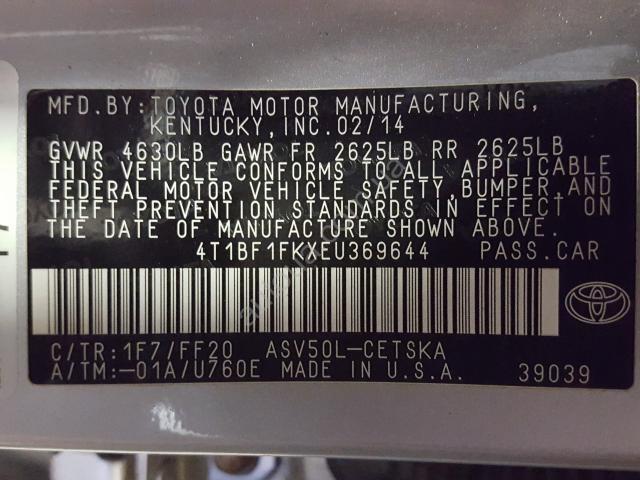 MFD. BY: TOYOTA MOTOR MANUFACTURING,
KENTUCKY, INC. 02/14
GVWR 4630LB GAWR FR 2625LB RR 2625LB
THIS VEHICLE CONFORMS TO ALL APPLICABLE
FEDERAL MOTOR VEHICLE SAFETY, BUMPER, AND
THEFT PREVENTION STANDARDS IN EFFECT ON
THE DATE OF MANUFACTURE SHOWN ABOVE.
4T1BF1FKXEU369644 PASS. CAR
C/TR: 1F7/FF20 ASV50L-CETSKA
A/TM: -01A/U760E MADE IN U.S.A. 39039